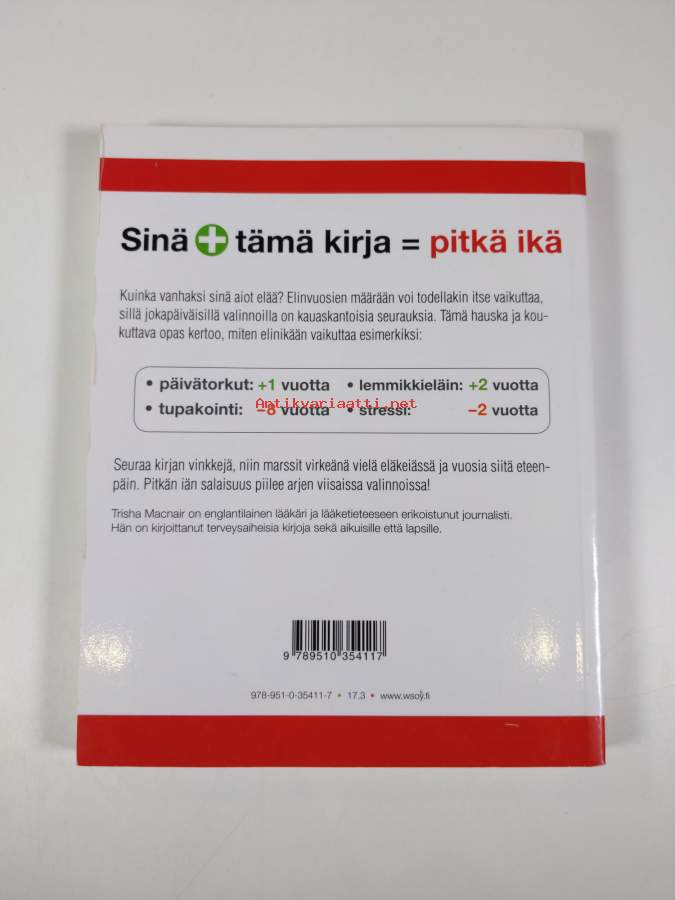 Sinä + tämä kirja = pitkä ikä
Kuinka vanhaksi sinä aiot elää? Elinvuosien määrään voi todellakin itse vaikuttaa,
sillä jokapäiväisillä valinnoilla on kauaskantoisia seurauksia. Tämä hauska ja kou-
kuttava opas kertoo, miten elinikään vaikuttaa esimerkiksi:
• päivätorkut: +1 vuotta • lemmikkieläin: +2 vuotta
• tupakointi: –8 vuotta • stressi: –2 vuotta
Antikvariaatti.net
Seuraa kirjan vinkkejä, niin marssit virkeänä vielä eläkeiässä ja vuosia siitä eteen-
päin. Pitkän iän salaisuus piilee arjen viisaissa valinnoissa!
Trisha Macnair on englantilainen lääkäri ja lääketieteeseen erikoistunut journalisti.
Hän on kirjoittanut terveysaiheisia kirjoja sekä aikuisille että lapsille.
9 789510 354117
978-951-0-35411-7 • 17.3 • www.wsoy.fi